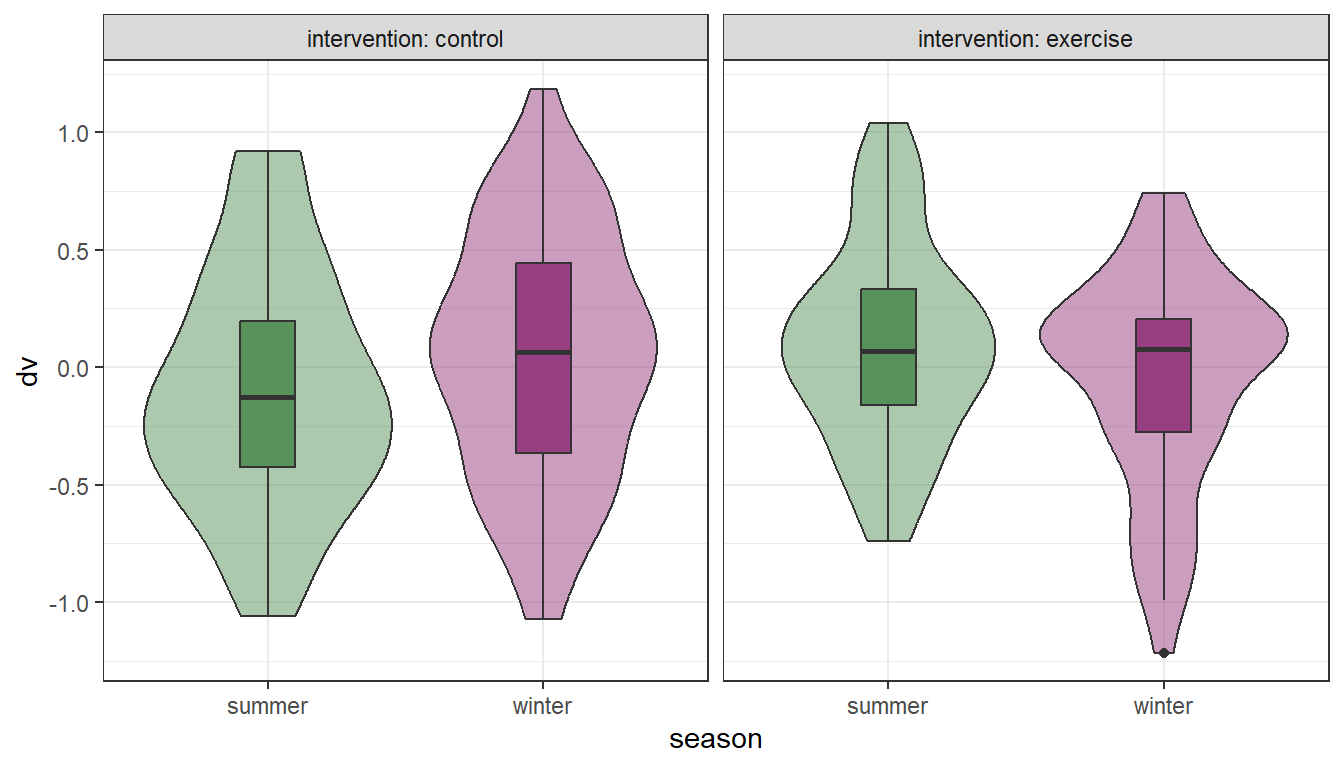 intervention: control
intervention: exercise
dv
1.0
0.5
0.0
-0.5
-1.0
summer
winter
summer
winter
season